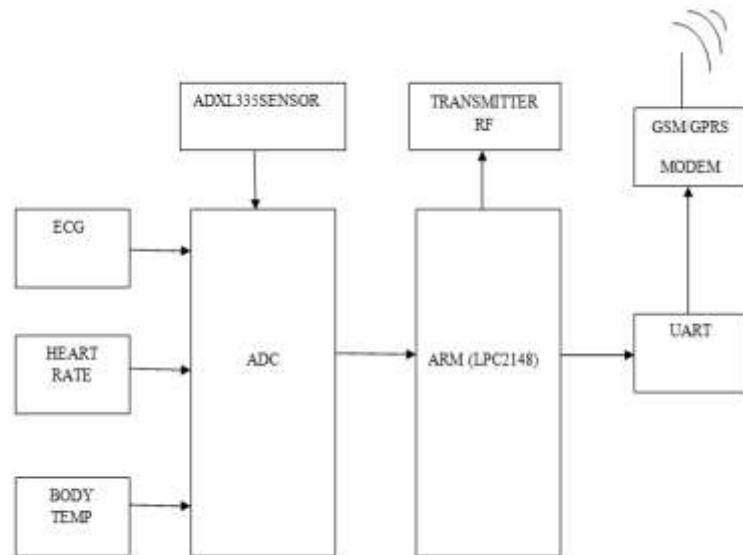 ADXL335SENSOR
TRANSMITTER
RF
GSM/GPRS
MODEM
ECG
HEART
RATE
BODY
TEMP
ADC
ARM (LPC2148)
UART